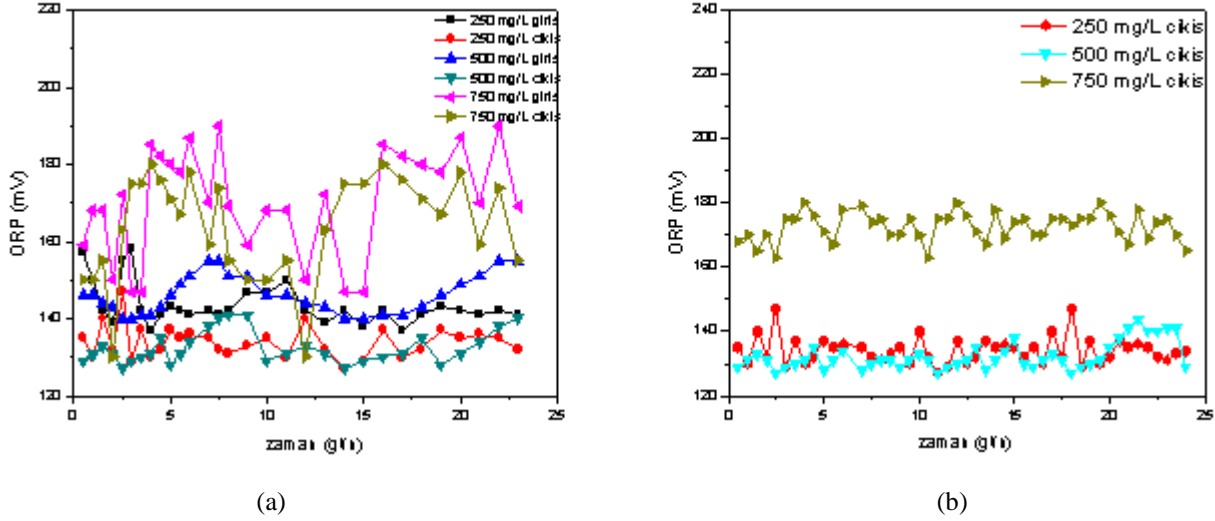 220
200
180
160
140
120
ORP (mV)
250 mg/L giris
250 mg/L cikis
500 mg/L giris
500 mg/L cikis
750 mg/L giris
750 mg/L cikis
0 5 10 15 20 25
zaman (gün)
(a)
240
220
200
180
160
140
120
ORP (mV)
250 mg/L cikis
500 mg/L cikis
750 mg/L cikis
0 5 10 15 20 25
zaman (gün)
(b)